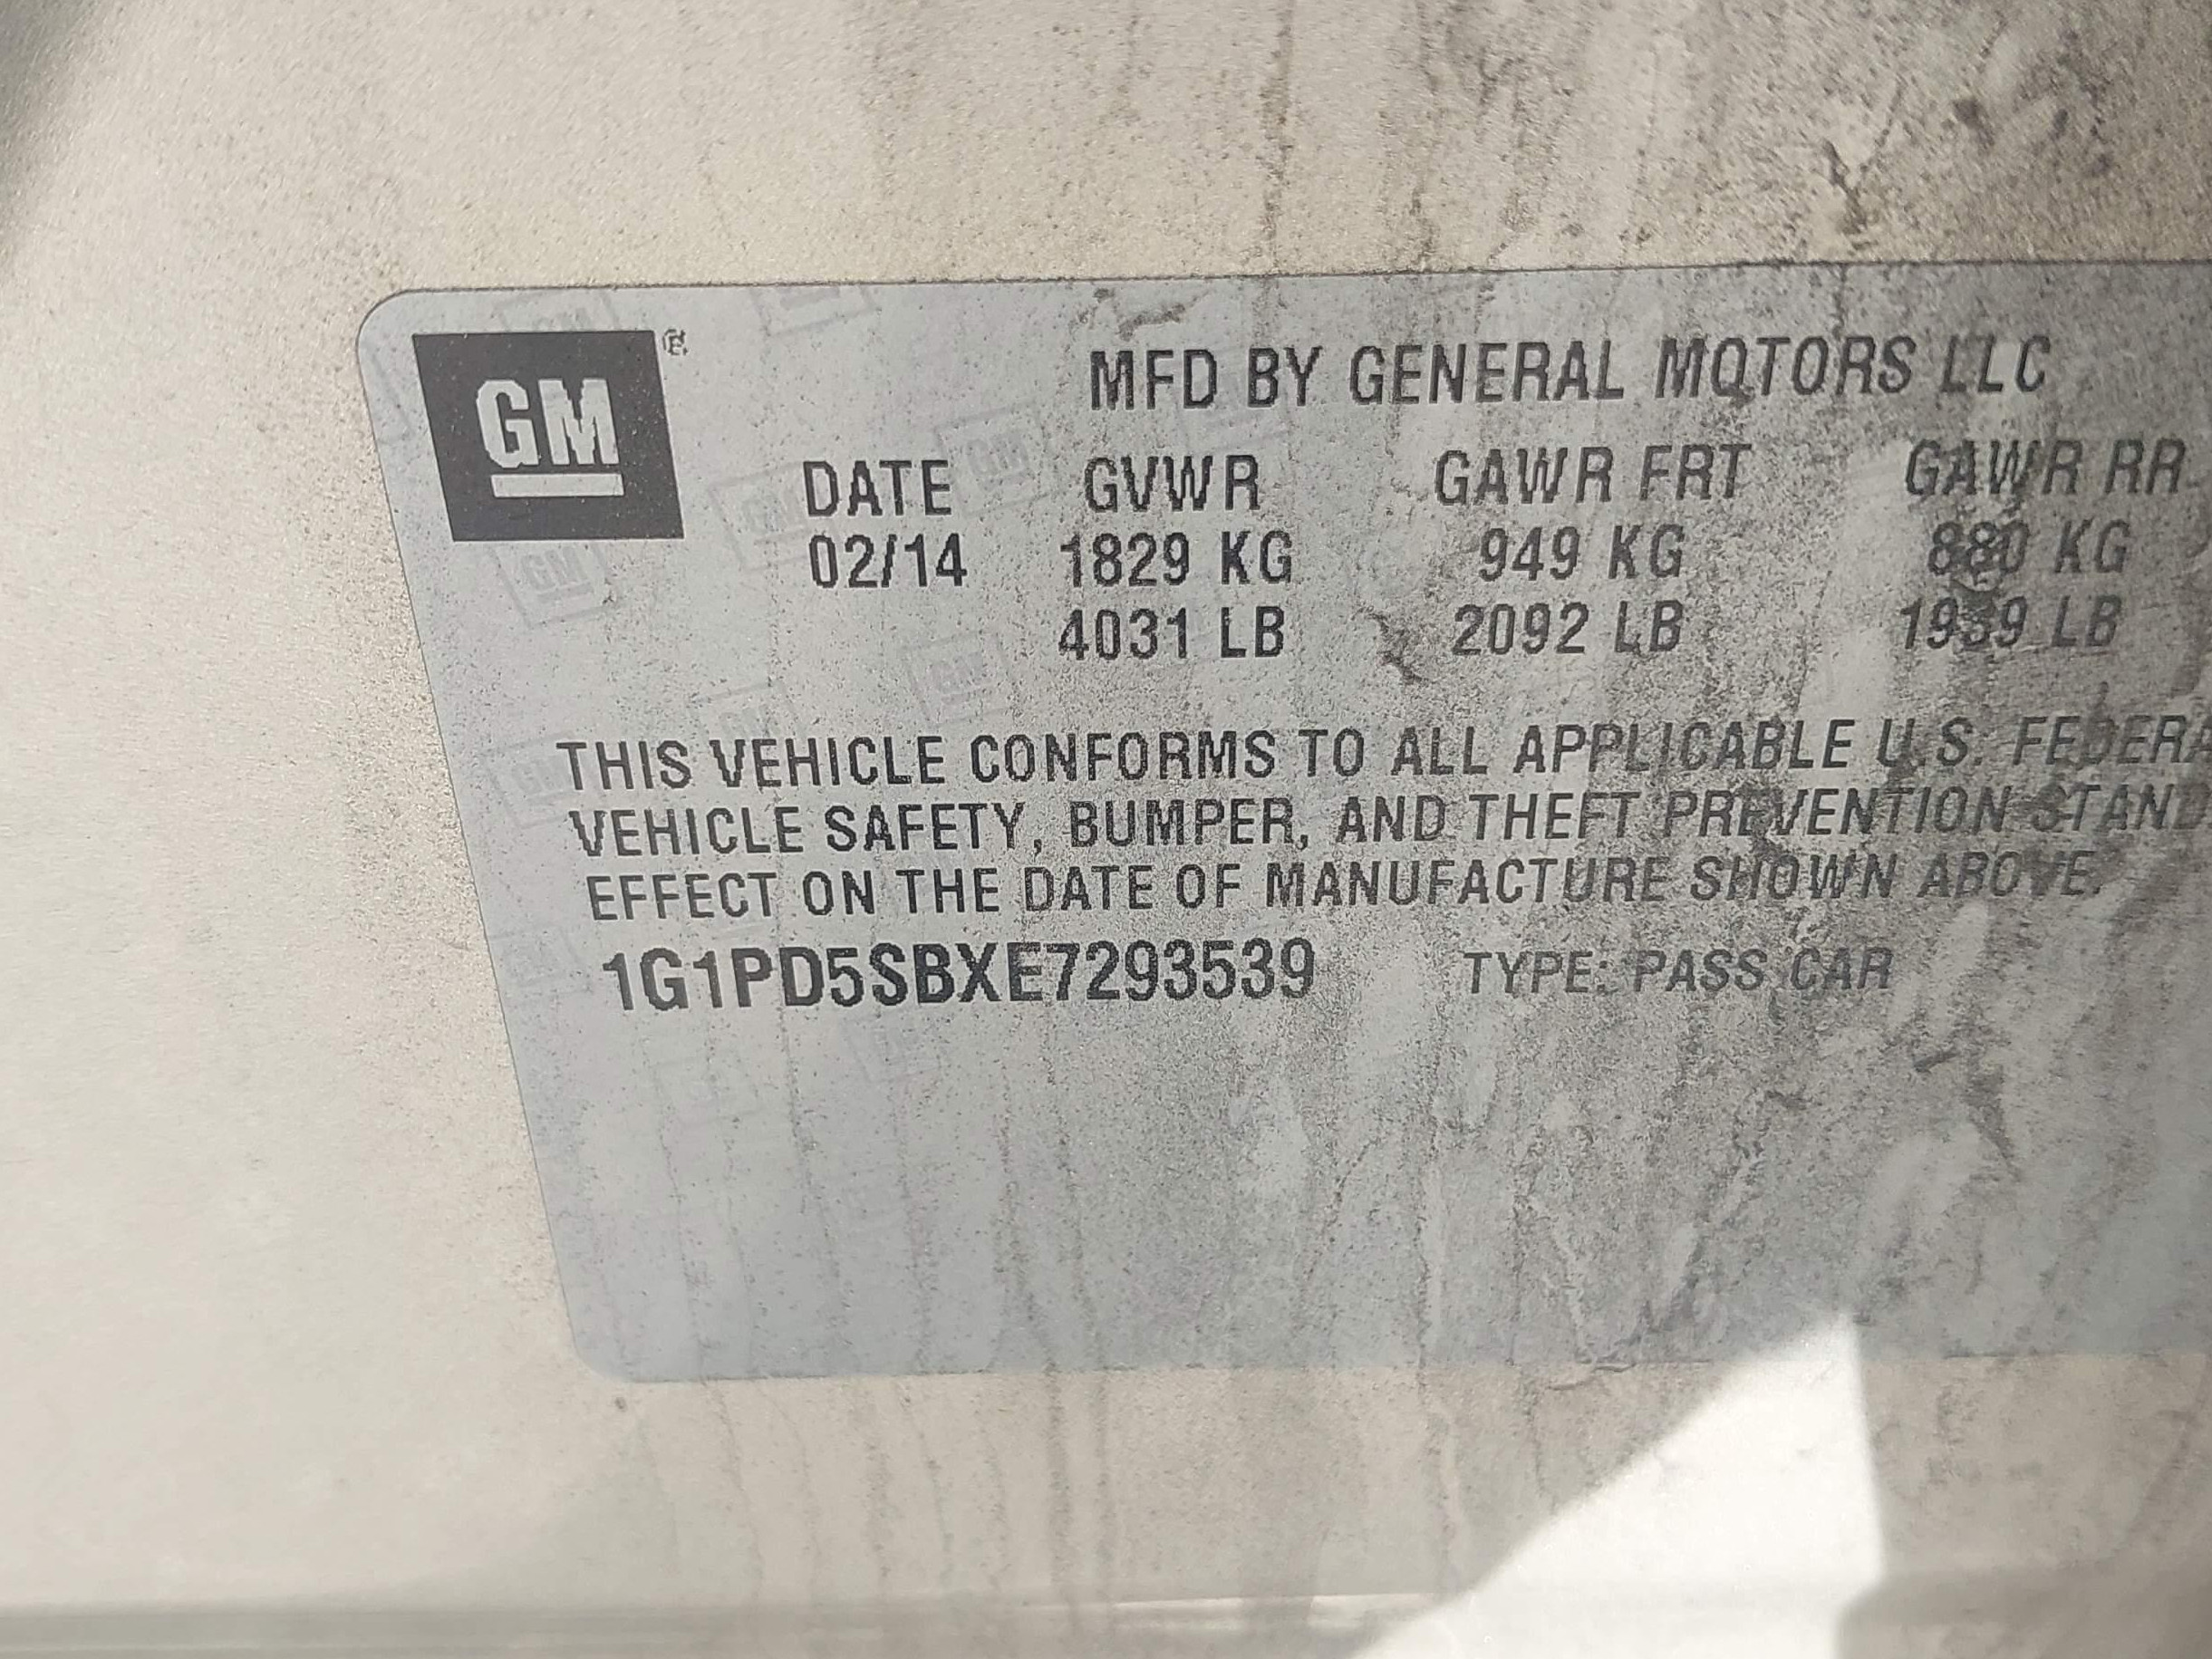 GM ®
MFD BY GENERAL MOTORS LLC
DATE GVWR GAWR FRT GAWR RR
02/14 1829 KG 949 KG 880 KG
4031 LB 2092 LB 1939 LB
THIS VEHICLE CONFORMS TO ALL APPLICABLE U.S. FEDERA
VEHICLE SAFETY, BUMPER, AND THEFT PREVENTION STAND
EFFECT ON THE DATE OF MANUFACTURE SHOWN ABOVE.
1G1PD5SBXE7293539 TYPE: PASS CAR